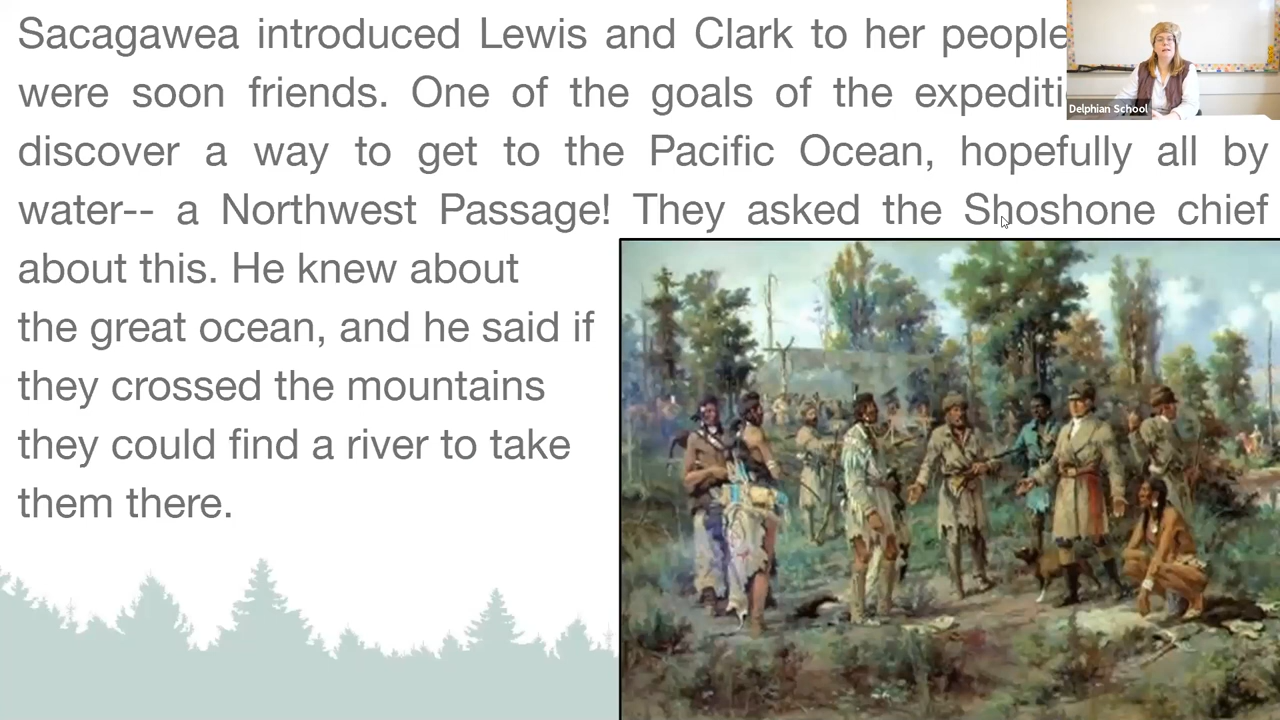 Sacagawea introduced Lewis and Clark to her people
were soon friends. One of the goals of the
discover a way to get to the Pacific Ocean, hopefully all by
water-- a Northwest Passage! They asked the Shoshone chief
about this. He knew about
the great ocean, and he said if
they crossed the mountains
they could find a river to take
them there.
Delphian School